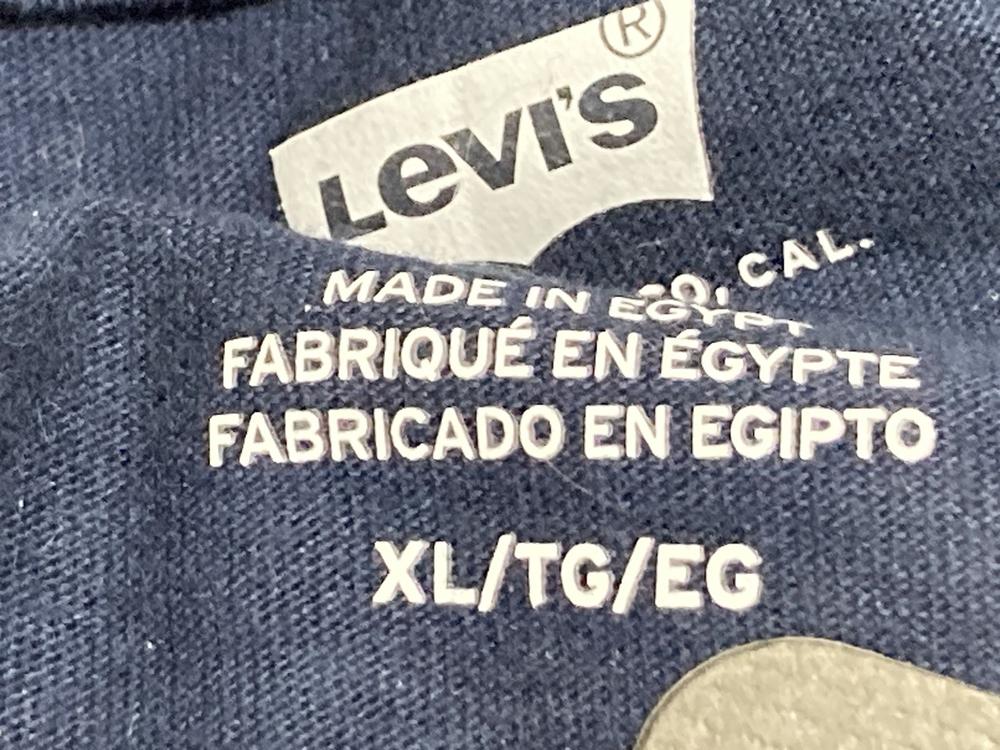 ®
Levi's
CAL.
MADE IN EGYPT
FABRIQUÉ EN ÉGYPTE
FABRICADO EN EGIPTO
XL/TG/EG